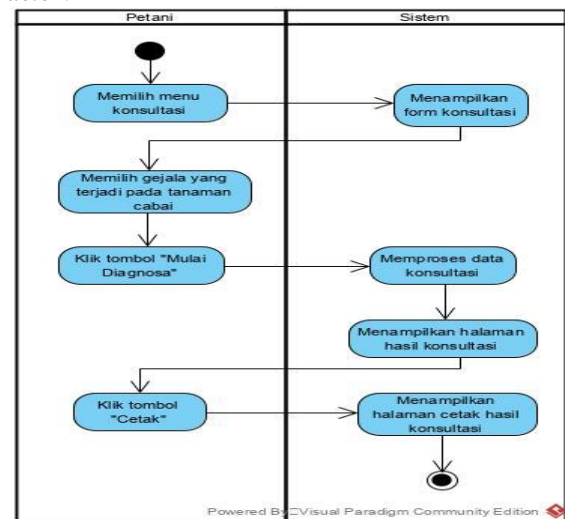 Petani
Sistem
Memilih menu
konsultasi
Menampilkan
form konsultasi
Memilih gejala yang
terjadi pada tanaman
cabai
Klik tombol "Mulai
Diagnosa"
Memproses data
konsultasi
Menampilkan halaman
hasil konsultasi
Klik tombol
"Cetak"
Menampilkan
halaman cetak hasil
konsultasi
Powered By Visual Paradigm Community Edition